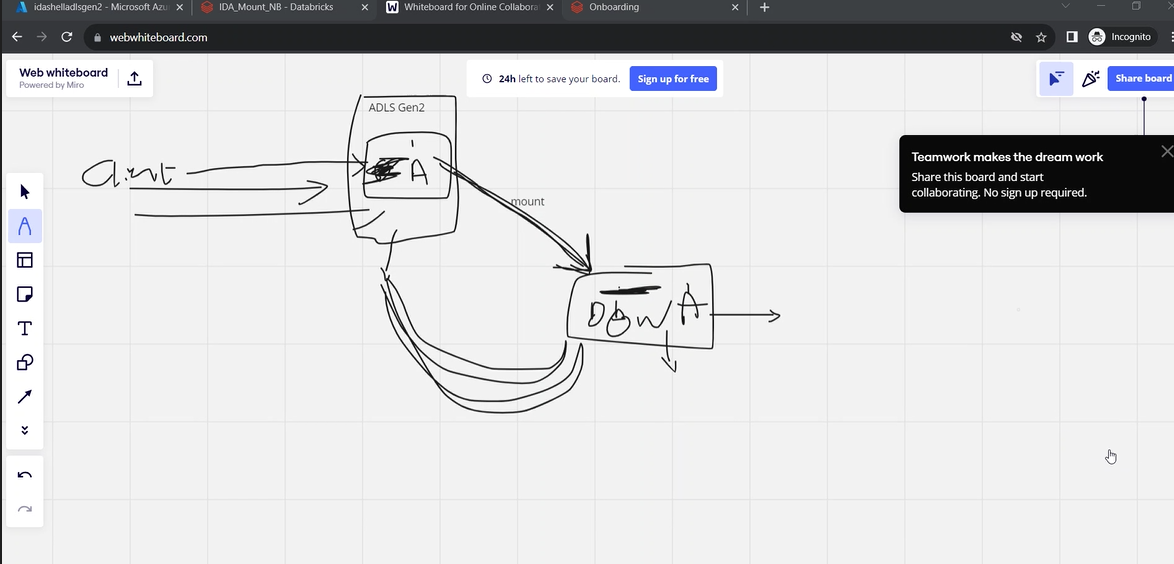 idashelladlsgen2 - Microsoft Azu
IDA_Mount_NB - Databricks
Whiteboard for Online Collabora
Onboarding
webwhiteboard.com
Incognito
Web whiteboard
Powered by Miro
24h left to save your board.
Sign up for free
Share board
ADLS Gen2
A
mount
A
Teamwork makes the dream work
Share this board and start
collaborating. No sign up required.